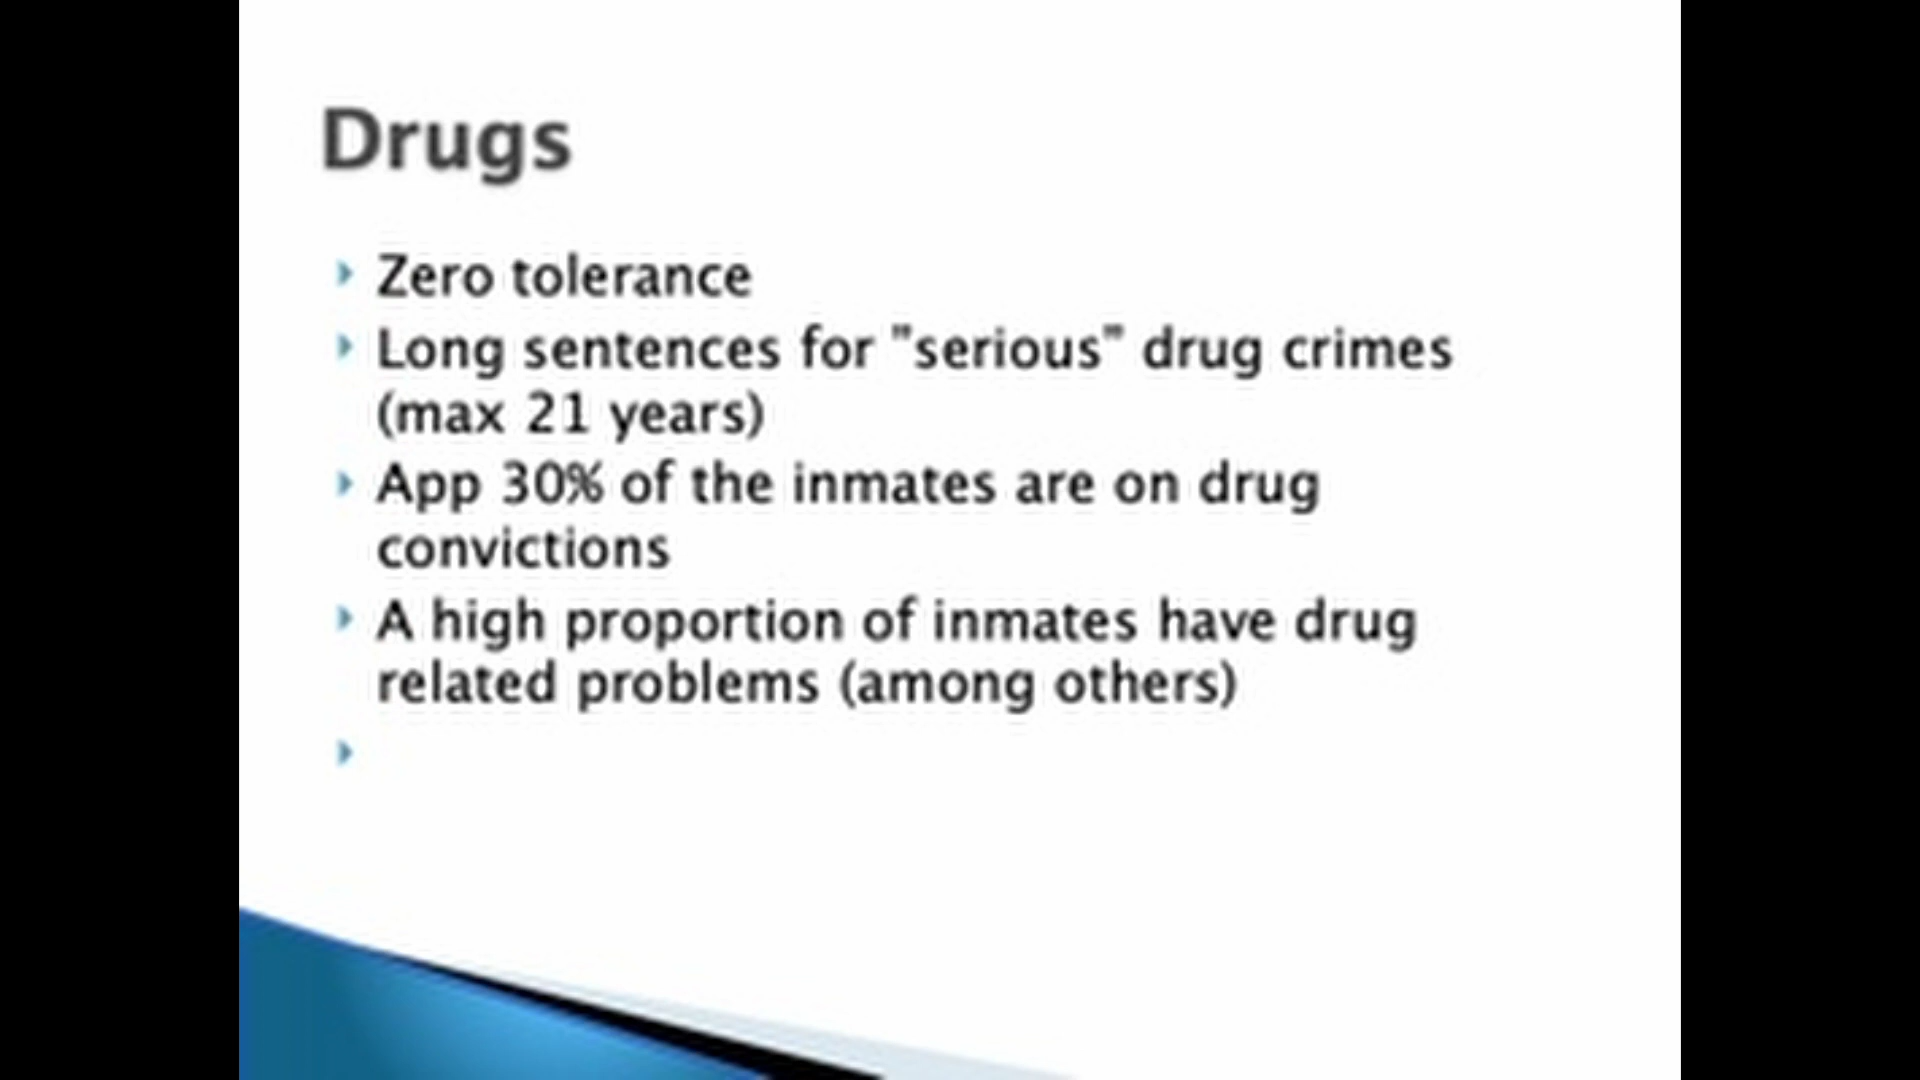 Drugs
Zero tolerance
Long sentences for "serious" drug crimes
(max 21 years)
App 30% of the inmates are on drug
convictions
A high proportion of inmates have drug
related problems (among others)